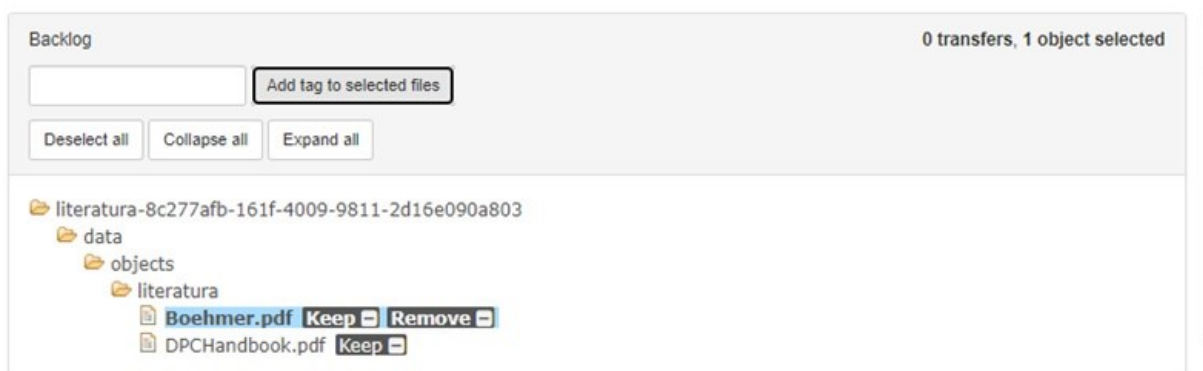 Backlog 0 transfers, 1 object selected
Add tag to selected files
Deselect all Collapse all Expand all
literatura-8c277afb-161f-4009-9811-2d16e090a803
data
objects
literatura
Boehmer.pdf Keep Remove
DPCHandbook.pdf Keep